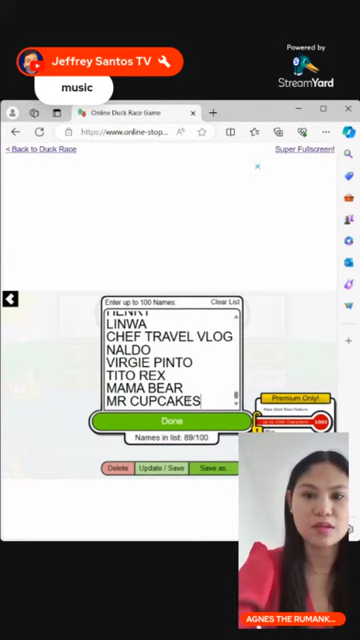 Jeffrey Santos TV
Powered by
StreamYard
music
Online Duck Race Game
https://www.online-stop...
< Back to Duck Race
Super Fullscreen!
Enter up to 100 Names:
Clear List
HENRY
LINWA
CHEF TRAVEL VLOG
NALDO
VIRGIE PINTO
TITO REX
MAMA BEAR
MR CUPCAKES
Done
Names in list: 89/100
Premium Only!
1000
Delete
Update / Save
Save as...
AGNES THE RUMANK...